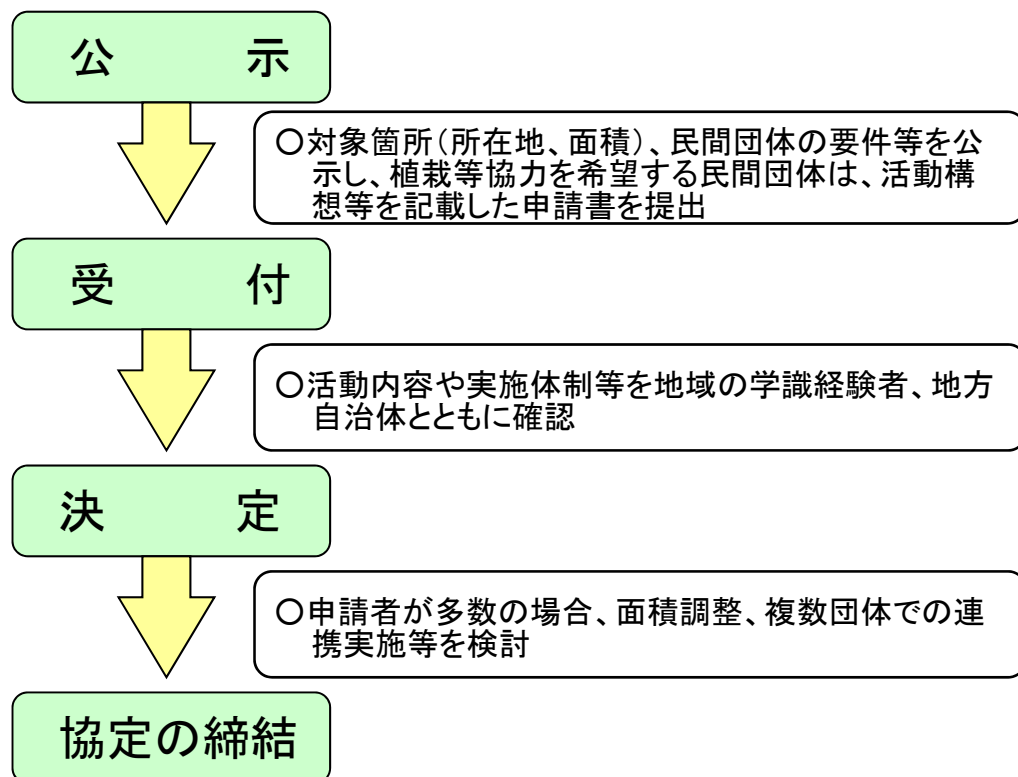 公　　　示
〇対象箇所(所在地、面積)、民間団体の要件等を公
示し、植栽等協力を希望する民間団体は、活動構
想等を記載した申請書を提出
受　　　付
〇活動内容や実施体制等を地域の学識経験者、地方
自治体とともに確認
決　　　定
〇申請者が多数の場合、面積調整、複数団体での連
携実施等を検討
協定の締結